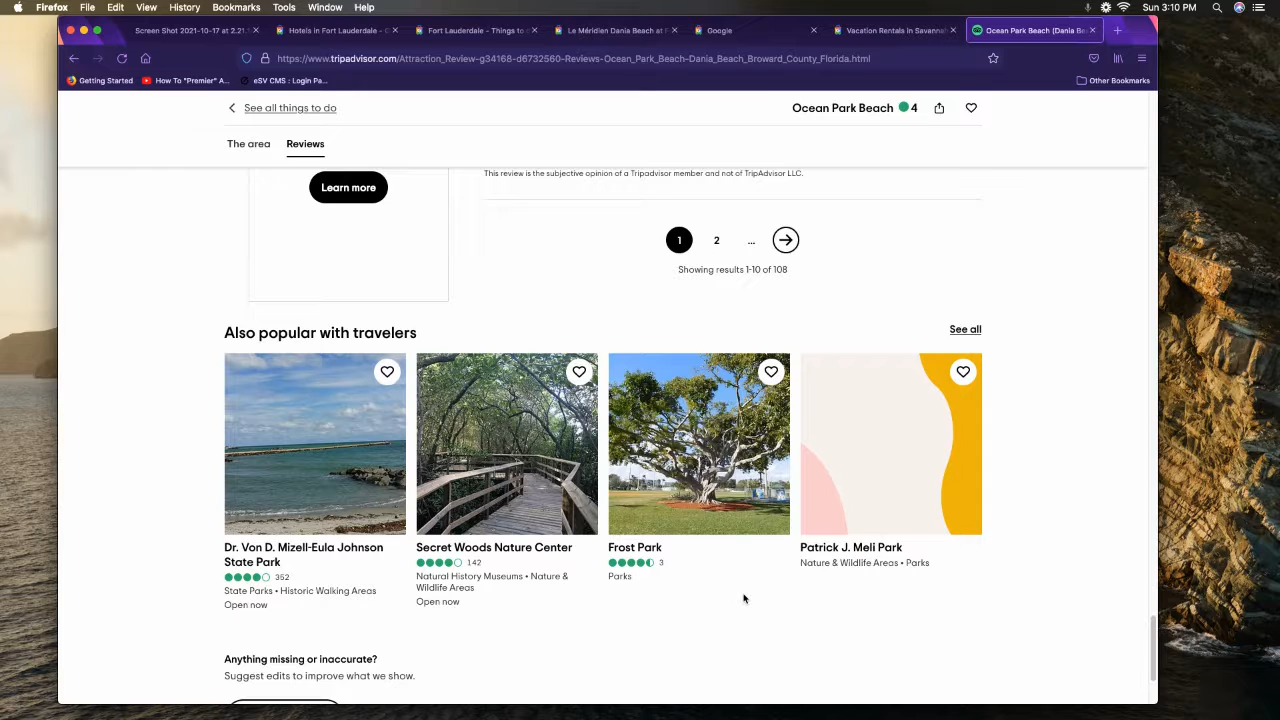 Firefox File Edit View History Bookmarks Tools Window Help Sun 3:10 PM
Screen Shot 2021-10-17 at 2.21.1 Hotels in Fort Lauderdale - G Fort Lauderdale - Things to d Le Méridien Dania Beach at F Google Vacation Rentals in Savannah Ocean Park Beach (Dania Bea
https://www.tripadvisor.com/Attraction_Review-g34168-d6732560-Reviews-Ocean_Park_Beach-Dania_Beach_Broward_County_Florida.html
Getting Started How To "Premier" A... eSV CMS : Login Pa... Other Bookmarks
See all things to do Ocean Park Beach 4
The area Reviews
Learn more This review is the subjective opinion of a Tripadvisor member and not of TripAdvisor LLC.
1 2 ...
Showing results 1-10 of 108
Also popular with travelers See all
Dr. Von D. Mizell-Eula Johnson
State Park
352
State Parks • Historic Walking Areas
Open now
Secret Woods Nature Center
142
Natural History Museums • Nature &
Wildlife Areas
Open now
Frost Park
3
Parks
Patrick J. Meli Park
Nature & Wildlife Areas • Parks
Anything missing or inaccurate?
Suggest edits to improve what we show.